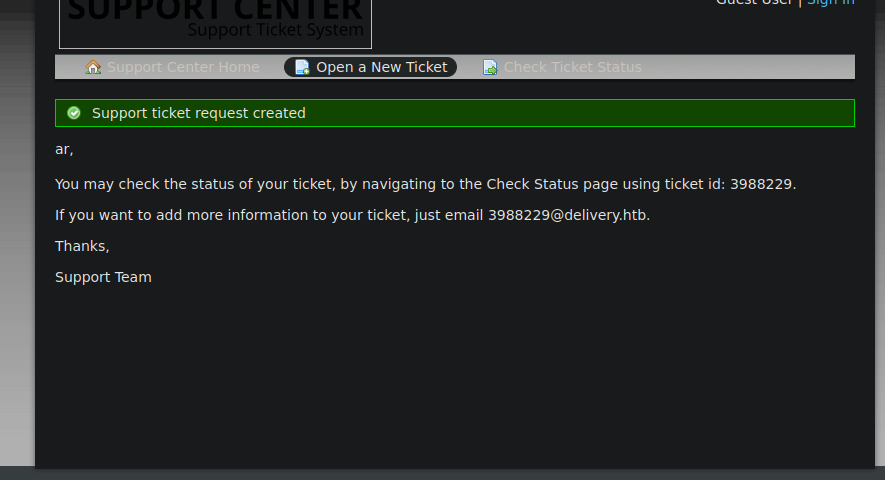 Guest User | Sign In
SUPPORT CENTER
Support Ticket System
Support Center Home Open a New Ticket Check Ticket Status
Support ticket request created
ar,
You may check the status of your ticket, by navigating to the Check Status page using ticket id: 3988229.
If you want to add more information to your ticket, just email 3988229@delivery.htb.
Thanks,
Support Team